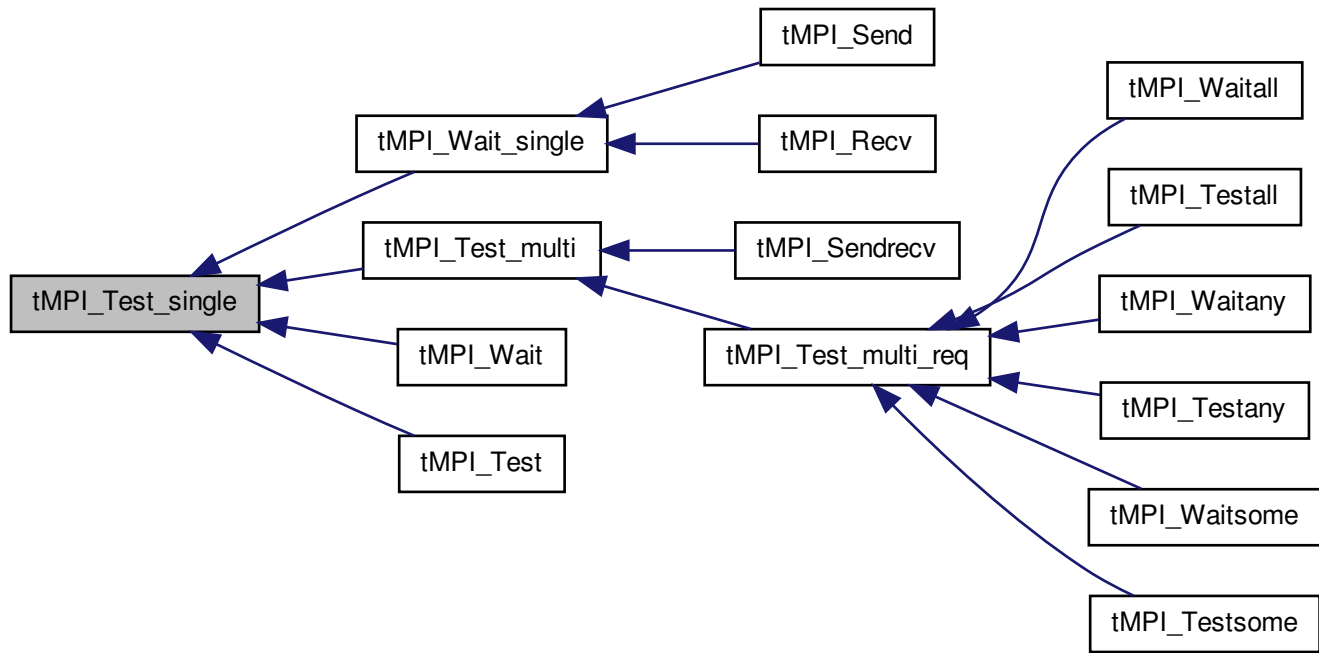 tMPI_Send
tMPI_Waitall
tMPI_Wait_single
tMPI_Recv
tMPI_Testall
tMPI_Test_multi
tMPI_Sendrecv
tMPI_Test_single
tMPI_Waitany
tMPI_Wait
tMPI_Test_multi_req
tMPI_Testany
tMPI_Test
tMPI_Waitsome
tMPI_Testsome